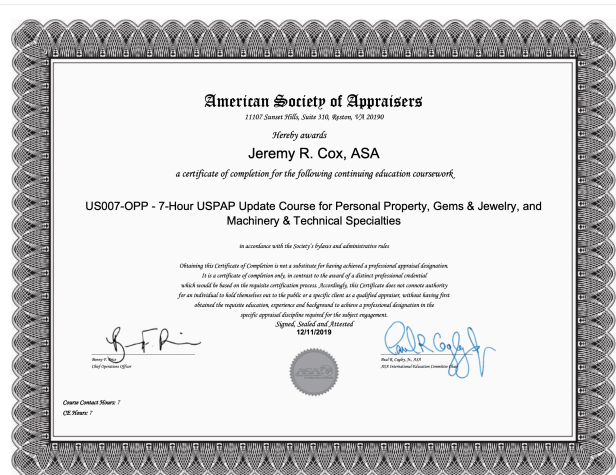 American Society of Appraisers
11107 Sunset Hills, Suite 310, Reston, VA 20190
Hereby awards
Jeremy R. Cox, ASA
a certificate of completion for the following continuing education coursework
US007-OPP - 7-Hour USPAP Update Course for Personal Property, Gems & Jewelry, and
Machinery & Technical Specialties
in accordance with the Society's bylaws and administrative rules
Obtaining this Certificate of Completion is not a substitute for having achieved a professional appraisal designation.
It is a certificate of completion only, in contrast to the award of a distinct professional credential
which would be based on the requisite certification process. Accordingly, this Certificate does not connote authority
for an individual to hold themselves out to the public or a specific client as a qualified appraiser, without having first
obtained the requisite education, experience and background to achieve a professional designation in the
specific appraisal discipline required for the subject engagement.
Signed, Sealed and Attested
12/11/2019
Bonny F.
Chief Operations Officer
Paul R. Cogley, Jr., ASA
ASA International Education Committee Chair
Course Contact Hours: 7
CE Hours: 7